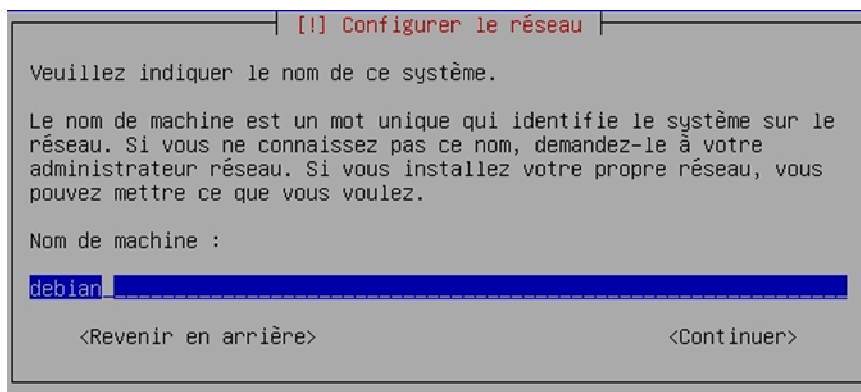 [!] Configurer le réseau
Veuillez indiquer le nom de ce système.
Le nom de machine est un mot unique qui identifie le système sur le
réseau. Si vous ne connaissez pas ce nom, demandez-le à votre
administrateur réseau. Si vous installez votre propre réseau, vous
pouvez mettre ce que vous voulez.
Nom de machine :
debian
<Revenir en arrière> <Continuer>